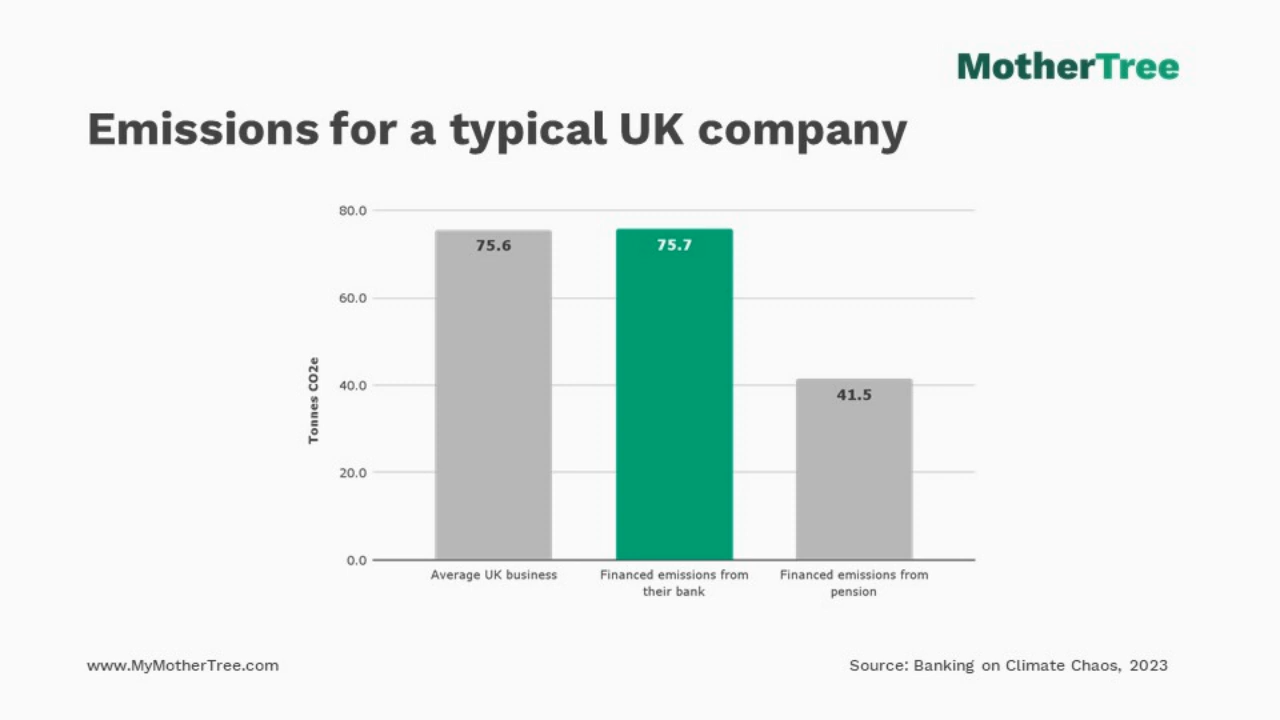 MotherTree
Emissions for a typical UK company
80.0
75.6
75.7
60.0
Tonnes CO2e
40.0
41.5
20.0
0.0
Average UK business
Financed emissions from
their bank
Financed emissions from
pension
www.MyMotherTree.com
Source: Banking on Climate Chaos, 2023